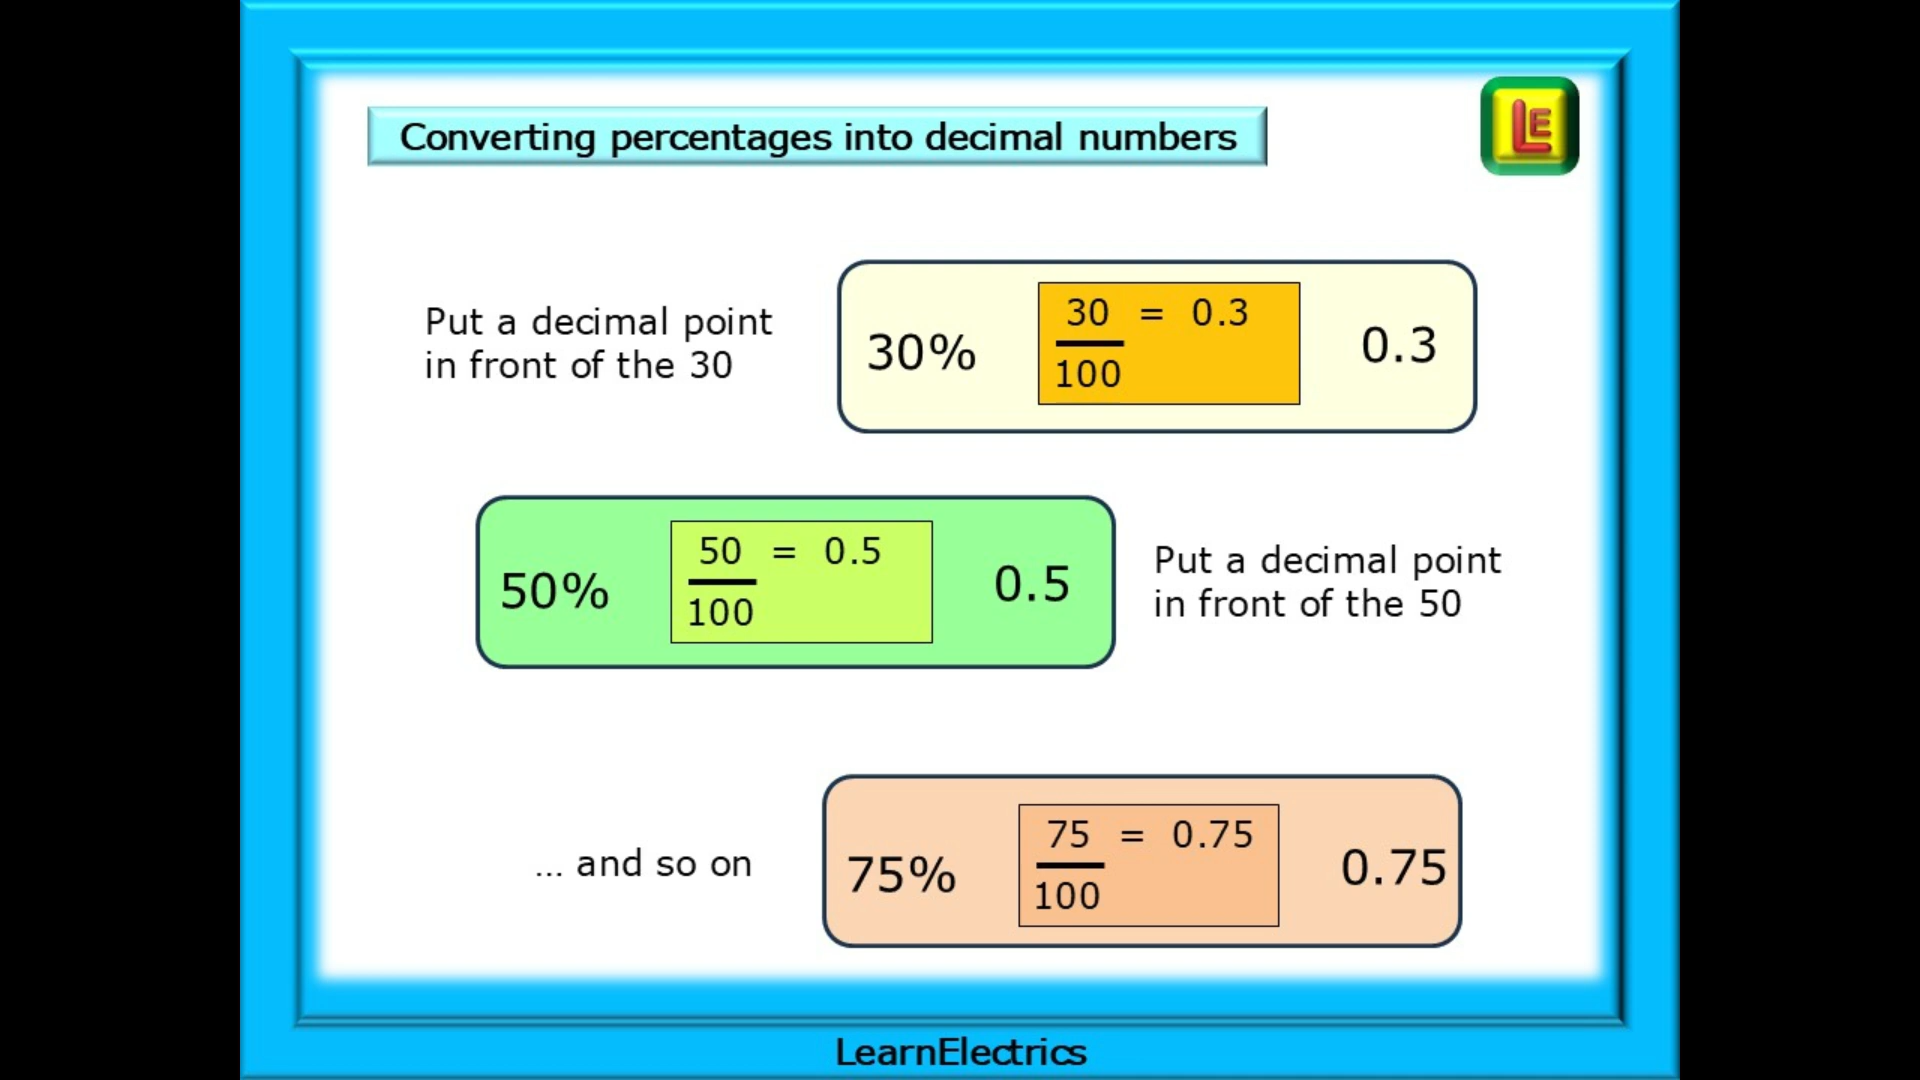 Converting percentages into decimal numbers
LE
Put a decimal point
in front of the 30
30%
30 = 0.3
100
0.3
50%
50 = 0.5
100
0.5
Put a decimal point
in front of the 50
... and so on
75%
75 = 0.75
100
0.75
LearnElectrics